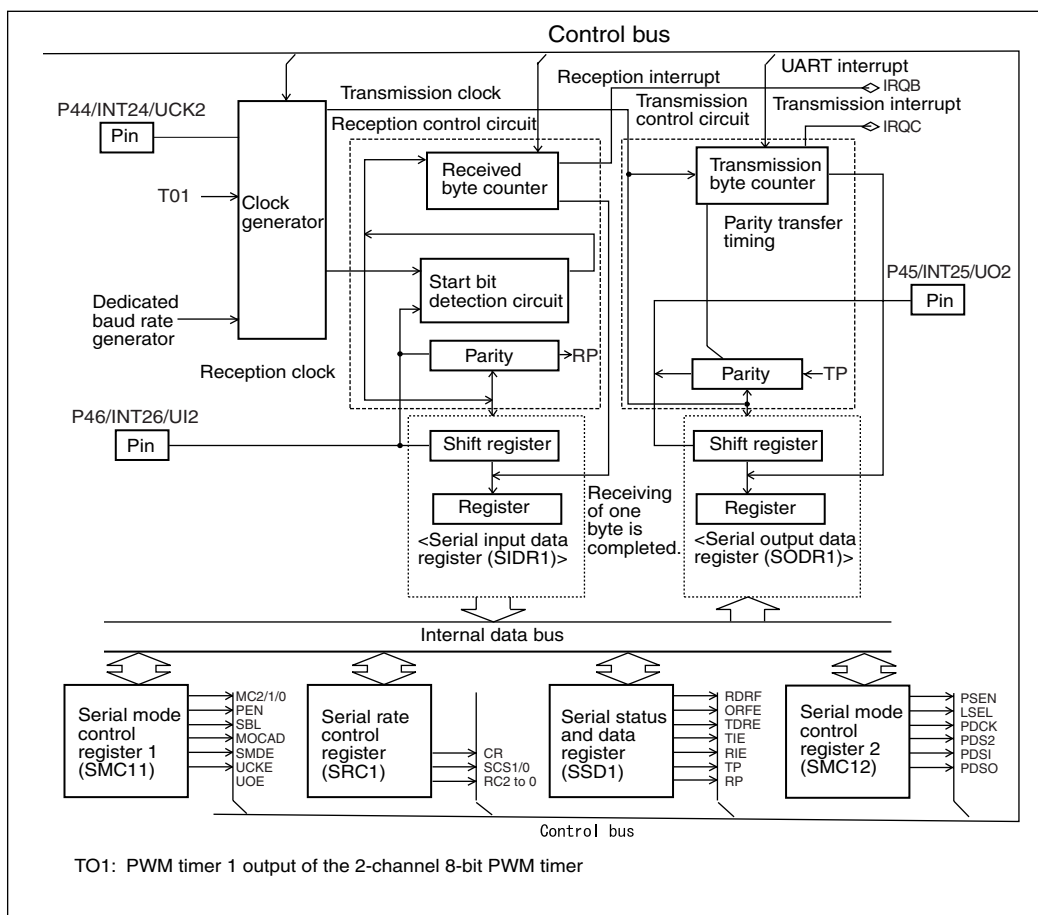 Control bus
Reception interrupt
UART interrupt
IRQB
Transmission clock
Transmission
control circuit
Transmission interrupt
IRQC
P44/INT24/UCK2
Pin
Reception control circuit
Received
byte counter
Transmission
byte counter
T01
Clock
generator
Parity transfer
timing
Start bit
detection circuit
P45/INT25/UO2
Pin
Dedicated
baud rate
generator
Parity
RP
Reception clock
Parity
TP
P46/INT26/UI2
Pin
Shift register
Shift register
Register
Receiving
of one
byte is
completed.
Register
<Serial input data
register (SIDR1)>
<Serial output data
register (SODR1)>
Internal data bus
Serial mode
control
register 1
(SMC11)
MC2/1/0
PEN
SBL
MOCAD
SMDE
UCKE
UOE
Serial rate
control
register
(SRC1)
CR
SCS1/0
RC2 to 0
Serial status
and data
register
(SSD1)
RDRF
ORFE
TDRE
TIE
RIE
TP
RP
Serial mode
control
register 2
(SMC12)
PSEN
LSEL
PDCK
PDS2
PDSI
PDSO
Control bus
TO1: PWM timer 1 output of the 2-channel 8-bit PWM timer